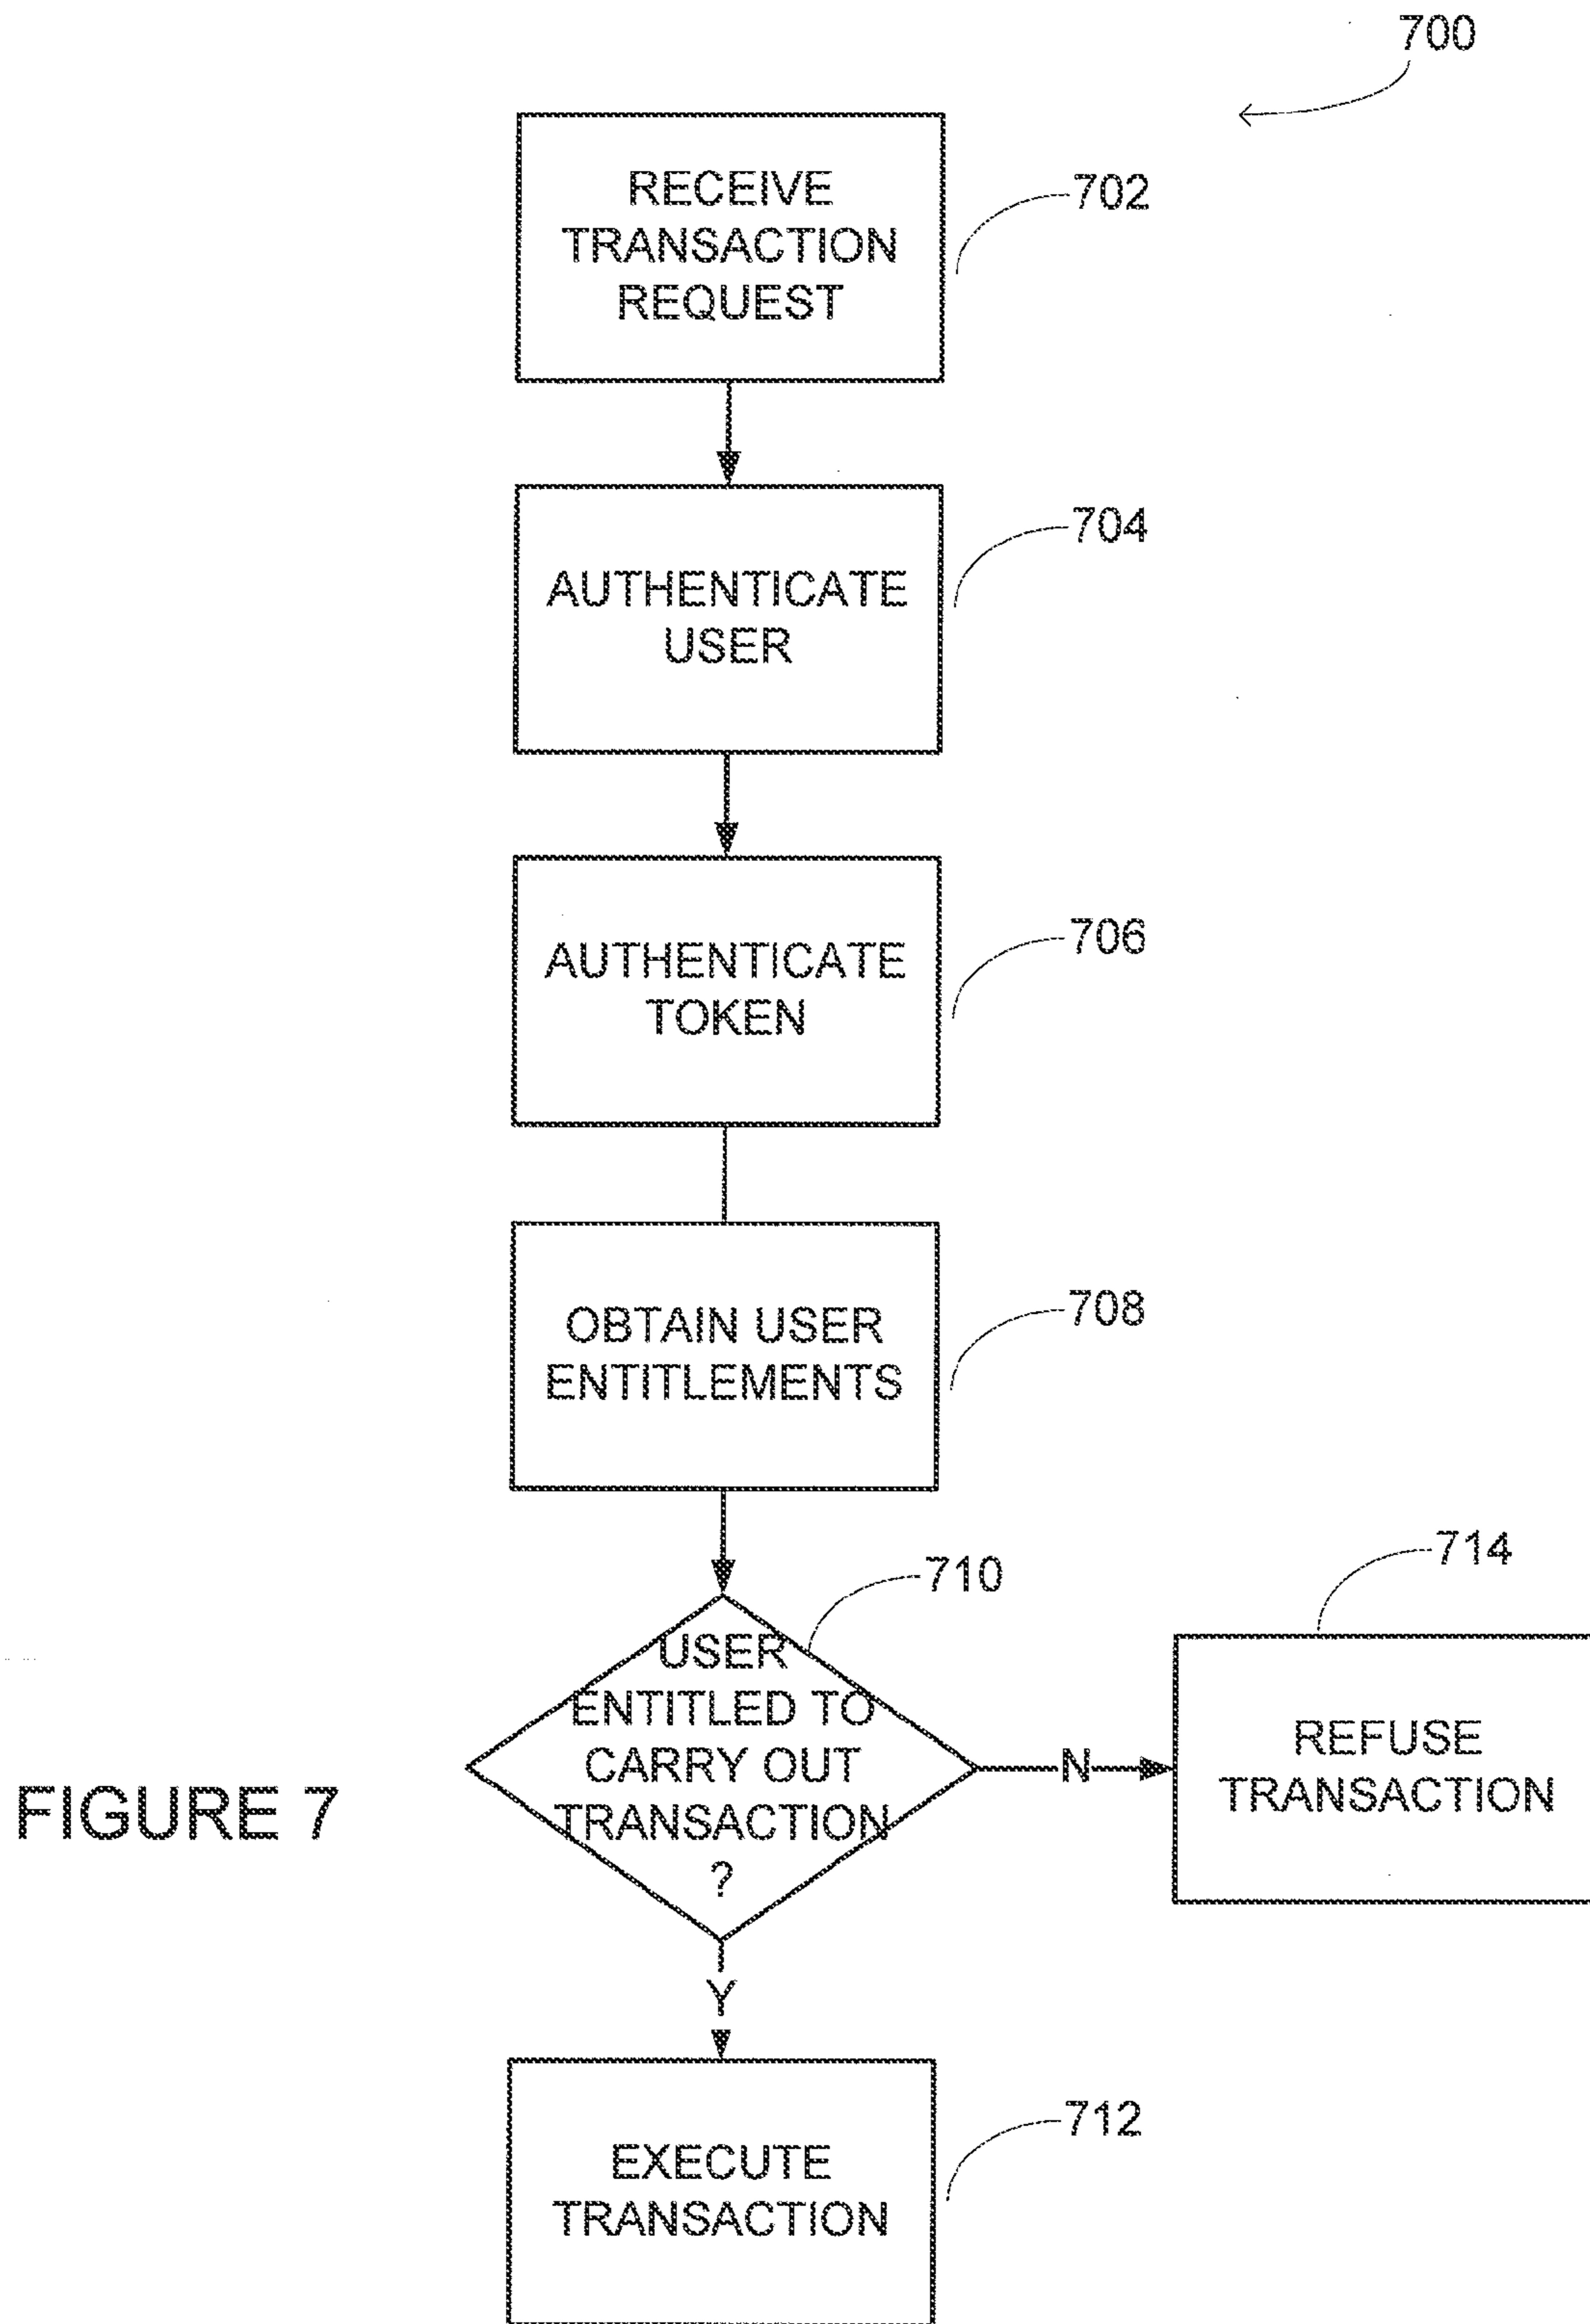 700
RECEIVE
TRANSACTION
REQUEST
702
AUTHENTICATE
USER
704
AUTHENTICATE
TOKEN
706
OBTAIN USER
ENTITLEMENTS
708
USER
ENTITLED TO
CARRY OUT
TRANSACTION
?
710
N
714
REFUSE
TRANSACTION
FIGURE 7
Y
EXECUTE
TRANSACTION
712